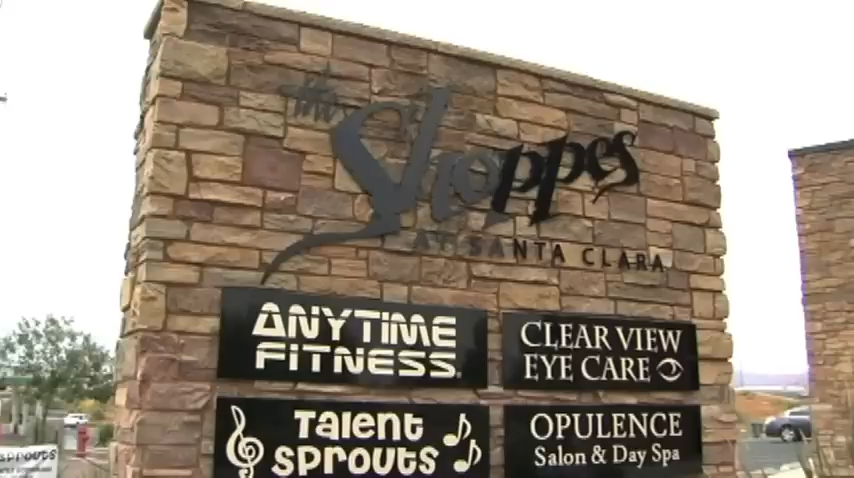 the Shoppes
AT SANTA CLARA
ANYTIME
FITNESS
CLEAR VIEW
EYE CARE
Talent
Sprouts
OPULENCE
Salon & Day Spa
SPROUTS